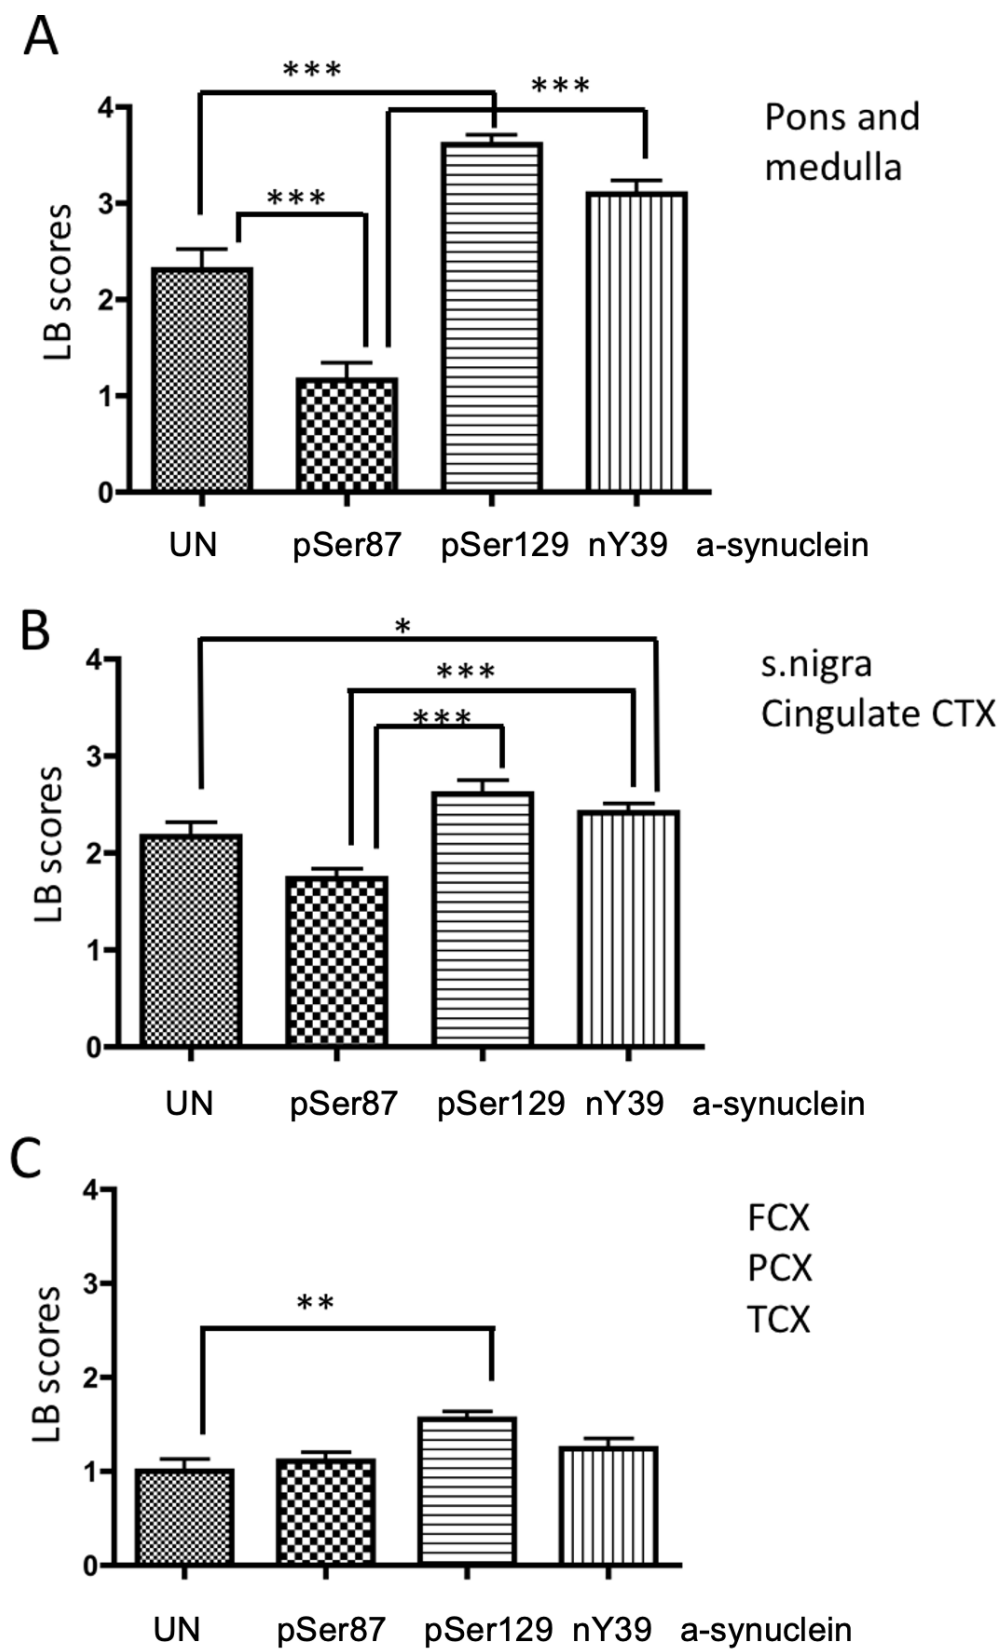 A
***
***
Pons and
medulla
***
4
3
2
1
0
LB scores
UN pSer87 pSer129 nY39 a-synuclein
B
*
s.nigra
Cingulate CTX
***
***
4
3
2
1
0
LB scores
UN pSer87 pSer129 nY39 a-synuclein
C
FCX
PCX
TCX
**
4
3
2
1
0
LB scores
UN pSer87 pSer129 nY39 a-synuclein